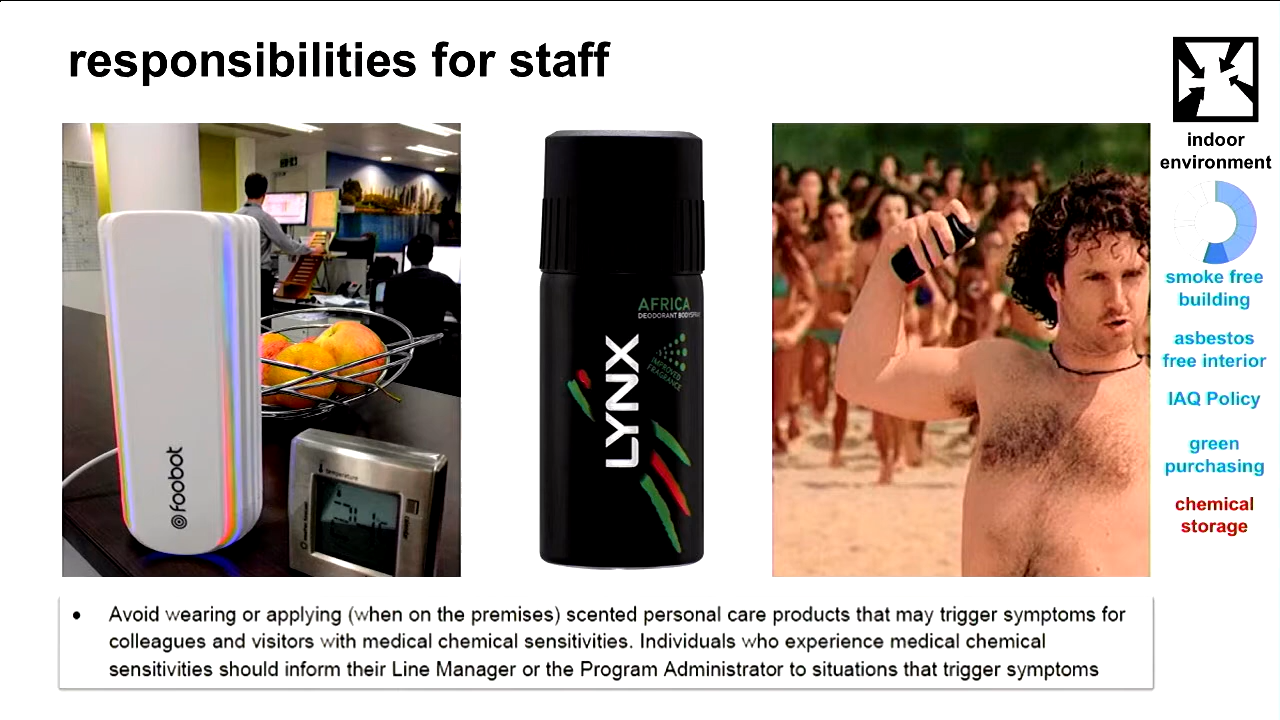 responsibilities for staff
indoor
environment
smoke free
building
asbestos
free interior
IAQ Policy
green
purchasing
chemical
storage
foobot
temperature
AFRICA
DEODORANT BODYSPRAY
LYNX
IMPROVED
FRAGRANCE
• Avoid wearing or applying (when on the premises) scented personal care products that may trigger symptoms for
colleagues and visitors with medical chemical sensitivities. Individuals who experience medical chemical
sensitivities should inform their Line Manager or the Program Administrator to situations that trigger symptoms